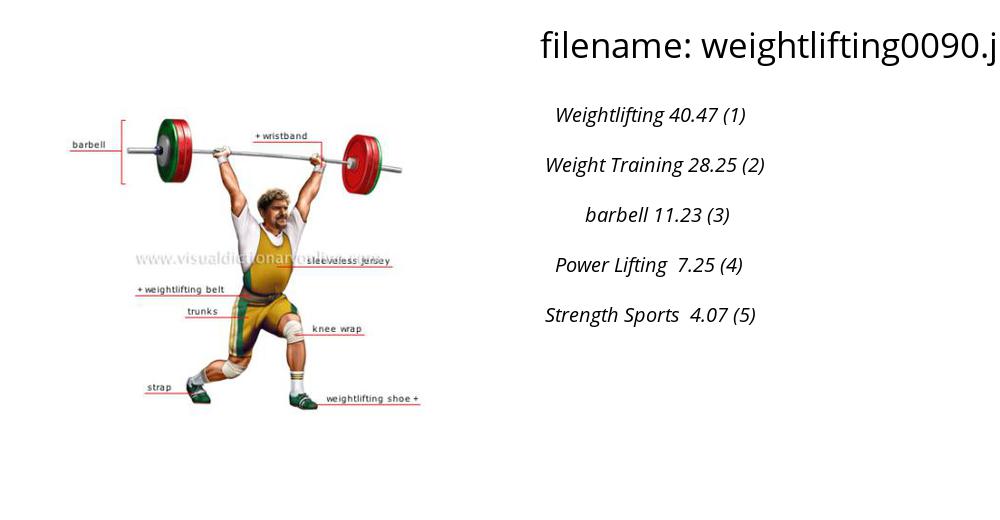 filename: weightlifting0090.j
Weightlifting 40.47 (1)
Weight Training 28.25 (2)
barbell 11.23 (3)
Power Lifting 7.25 (4)
Strength Sports 4.07 (5)
+ wristband
barbell
www.visualdictionaryonline.com
sleeveless jersey
+ weightlifting belt
trunks
knee wrap
strap
weightlifting shoe +